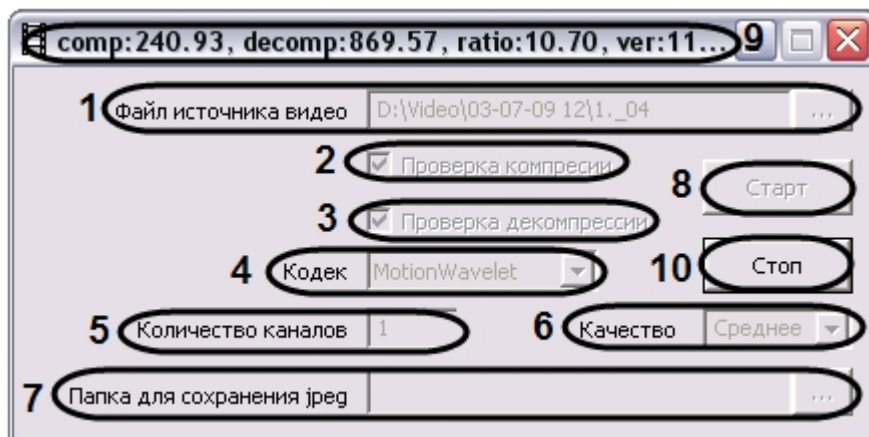 comp:240.93, decomp:869.57, ratio:10.70, ver:11... 9
1 Файл источника видео D:\Video\03-07-09 12\1._04 ...
2 Проверка компресии
8 Старт
3 Проверка декомпрессии
4 Кодек MotionWavelet
10 Стоп
5 Количество каналов 1
6 Качество Среднее
7 Папка для сохранения jpeg ...